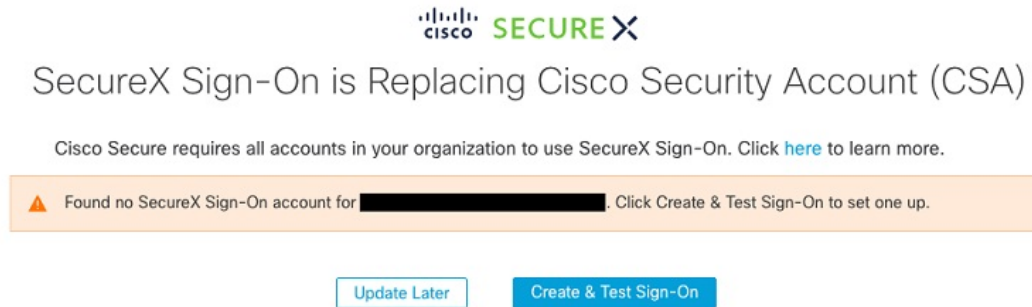 cisco SECURE X
SecureX Sign-On is Replacing Cisco Security Account (CSA)
Cisco Secure requires all accounts in your organization to use SecureX Sign-On. Click here to learn more.
Found no SecureX Sign-On account for . Click Create & Test Sign-On to set one up.
Update Later Create & Test Sign-On